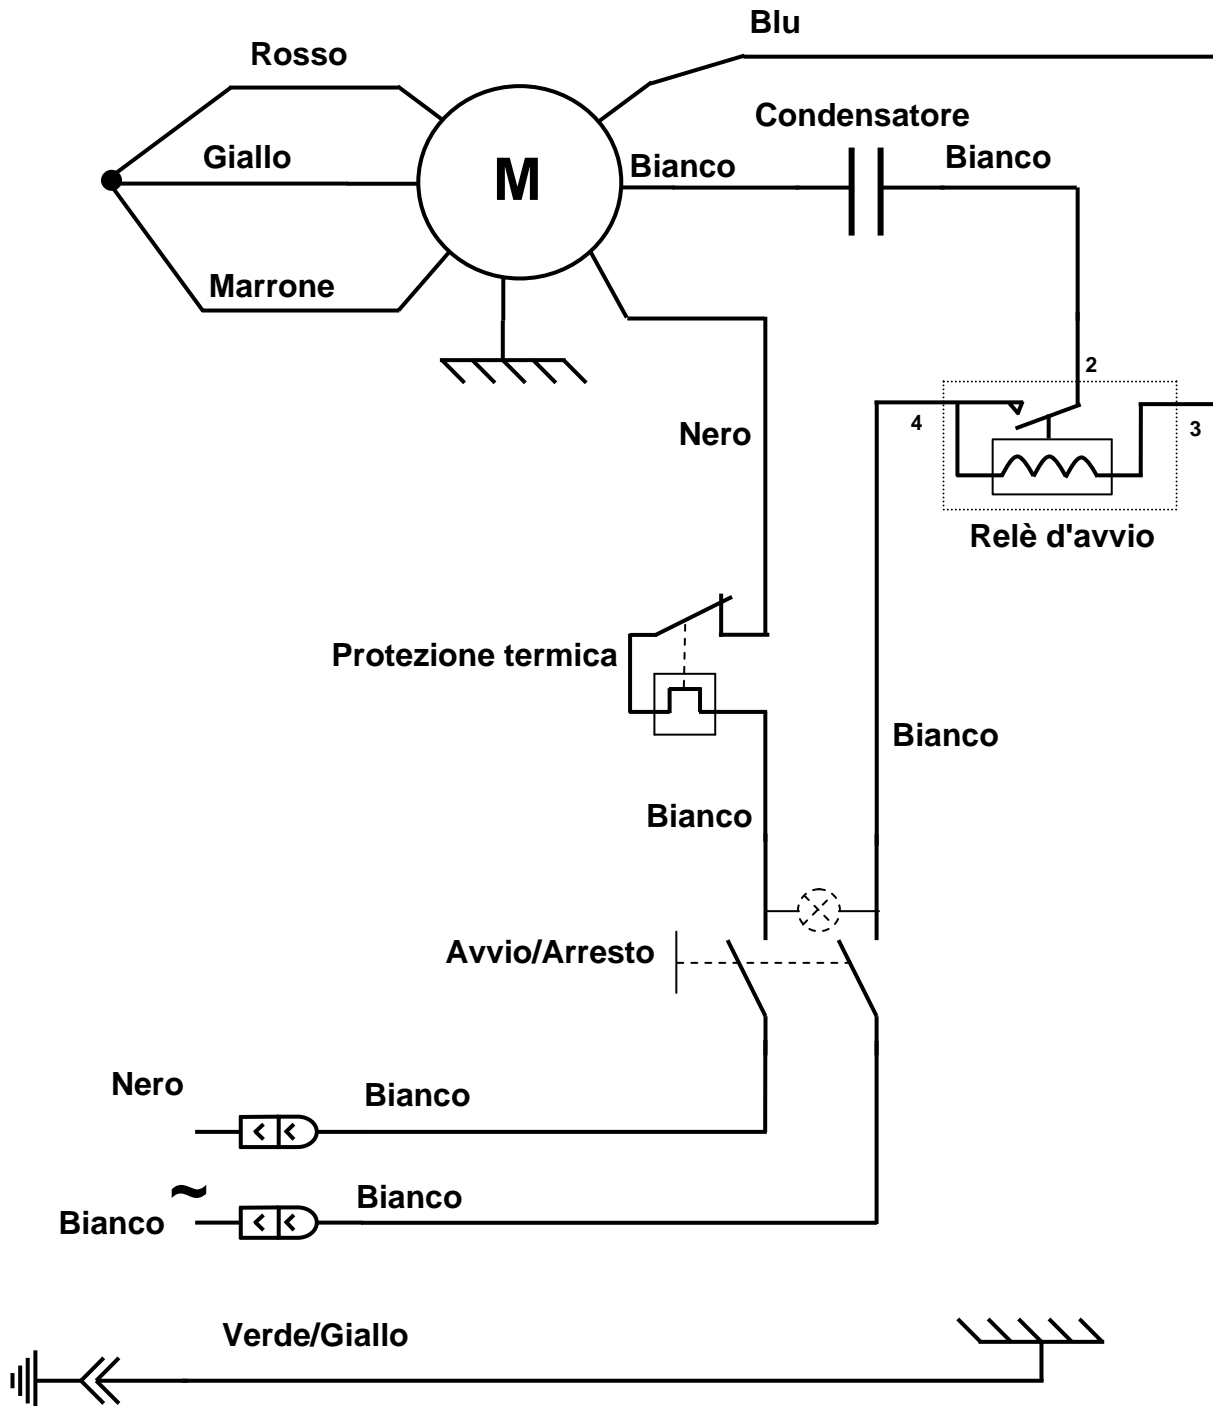 Blu
Rosso
Condensatore
Giallo
Bianco
Bianco
M
Marrone
2
4
3
Nero
Relè d'avvio
Protezione termica
Bianco
Bianco
Avvio/Arresto
Nero
Bianco
~
Bianco
Bianco
Verde/Giallo